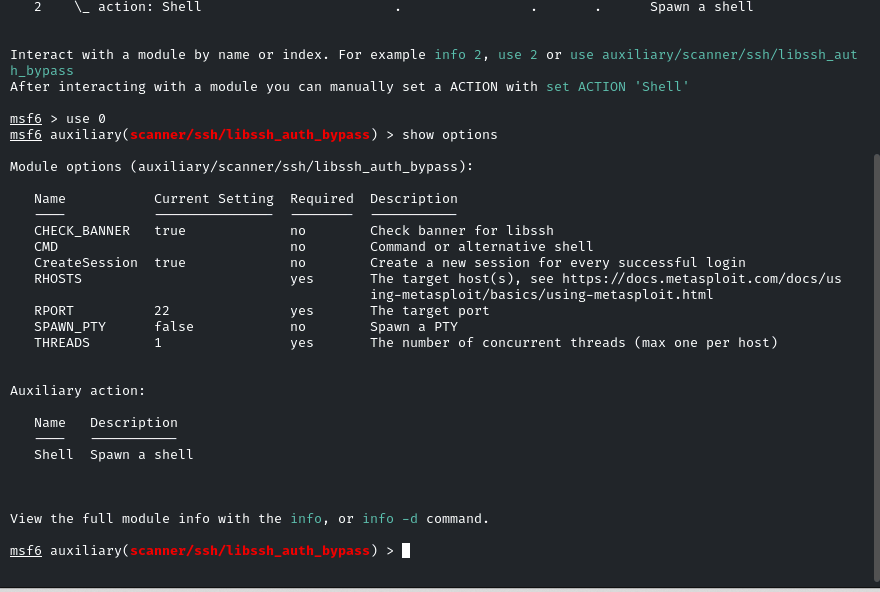 2    \_ action: Shell                        .                .       .      Spawn a shell
Interact with a module by name or index. For example info 2, use 2 or use auxiliary/scanner/ssh/libssh_aut
h_bypass
After interacting with a module you can manually set a ACTION with set ACTION 'Shell'
msf6 > use 0
msf6 auxiliary(scanner/ssh/libssh_auth_bypass) > show options
Module options (auxiliary/scanner/ssh/libssh_auth_bypass):
   Name           Current Setting  Required  Description
   ----           ---------------  --------  -----------
   CHECK_BANNER   true             no        Check banner for libssh
   CMD                             no        Command or alternative shell
   CreateSession  true             no        Create a new session for every successful login
   RHOSTS                          yes       The target host(s), see https://docs.metasploit.com/docs/us
                                             ing-metasploit/basics/using-metasploit.html
   RPORT          22               yes       The target port
   SPAWN_PTY      false            no        Spawn a PTY
   THREADS        1                yes       The number of concurrent threads (max one per host)
Auxiliary action:
   Name   Description
   ----   -----------
   Shell  Spawn a shell
View the full module info with the info, or info -d command.
msf6 auxiliary(scanner/ssh/libssh_auth_bypass) >